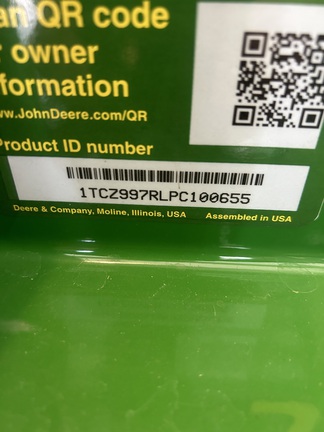 an QR code
owner
nformation
ww.JohnDeere.com/QR
Product ID number
1TCZ997RLPC100655
Deere & Company, Moline, Illinois, USA Assembled in USA